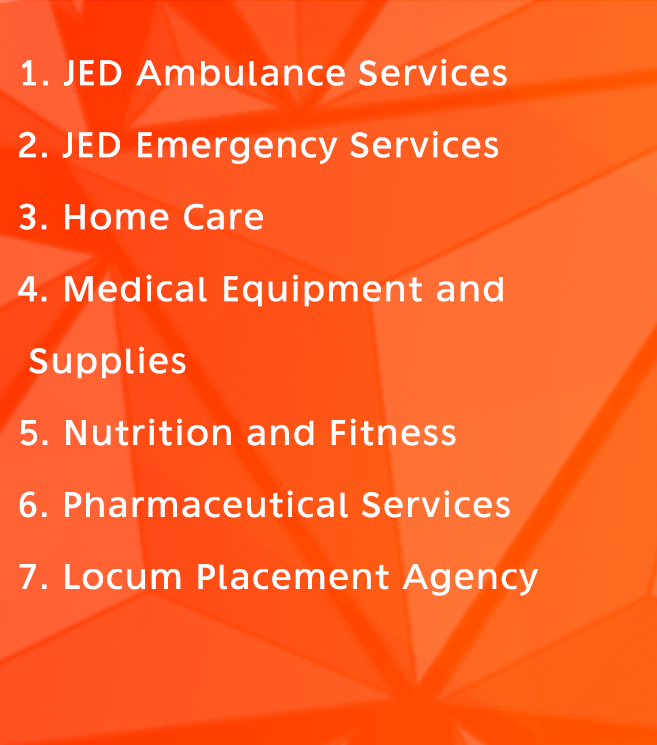 1. JED Ambulance Services
2. JED Emergency Services
3. Home Care
4. Medical Equipment and
Supplies
5. Nutrition and Fitness
6. Pharmaceutical Services
7. Locum Placement Agency